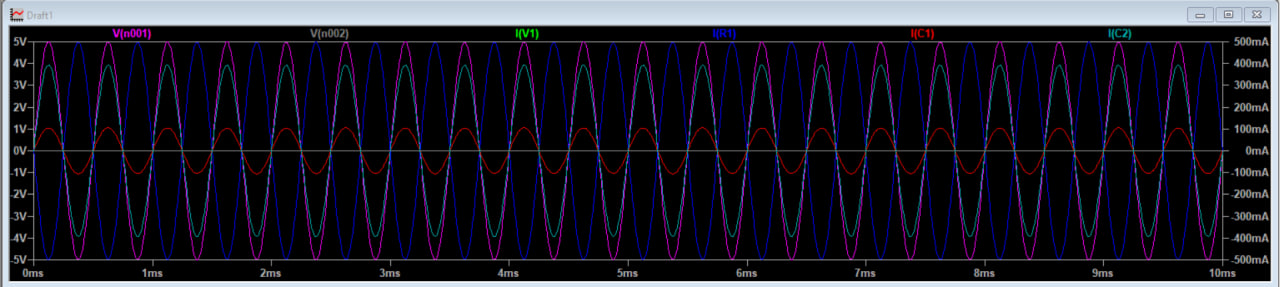 Draft1
V(n001) V(n002) I(V1) I(R1) I(C1) I(C2)
5V 500mA
4V 400mA
3V 300mA
2V 200mA
1V 100mA
0V 0mA
-1V -100mA
-2V -200mA
-3V -300mA
-4V -400mA
-5V -500mA
0ms 1ms 2ms 3ms 4ms 5ms 6ms 7ms 8ms 9ms 10ms